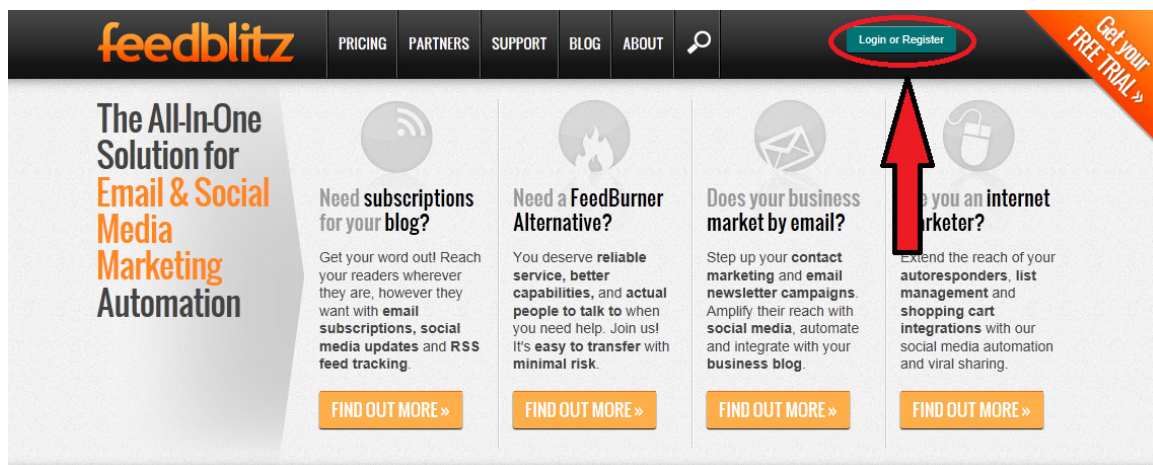 feedblitz
PRICING
PARTNERS
SUPPORT
BLOG
ABOUT
Login or Register
Get your
FREE TRIAL »
The All-In-One
Solution for
Email & Social
Media
Marketing
Automation
Need subscriptions
for your blog?
Get your word out! Reach
your readers wherever
they are, however they
want with email
subscriptions, social
media updates and RSS
feed tracking.
FIND OUT MORE »
Need a FeedBurner
Alternative?
You deserve reliable
service, better
capabilities, and actual
people to talk to when
you need help. Join us!
It's easy to transfer with
minimal risk.
FIND OUT MORE »
Does your business
market by email?
Step up your contact
marketing and email
newsletter campaigns.
Amplify their reach with
social media, automate
and integrate with your
business blog.
FIND OUT MORE »
you an internet
Extend the reach of your
autoresponders, list
management and
shopping cart
integrations with our
social media automation
and viral sharing.
FIND OUT MORE »